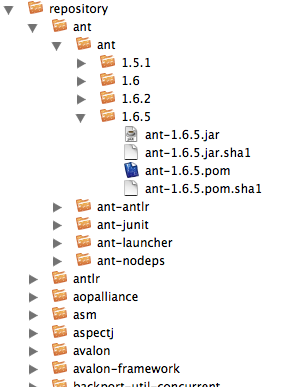 repository
ant
ant
1.5.1
1.6
1.6.2
1.6.5
ant-1.6.5.jar
ant-1.6.5.jar.sha1
ant-1.6.5.pom
ant-1.6.5.pom.sha1
ant-antlr
ant-junit
ant-launcher
ant-nodeps
antlr
aopalliance
asm
aspectj
avalon
avalon-framework
backport-util-concurrent